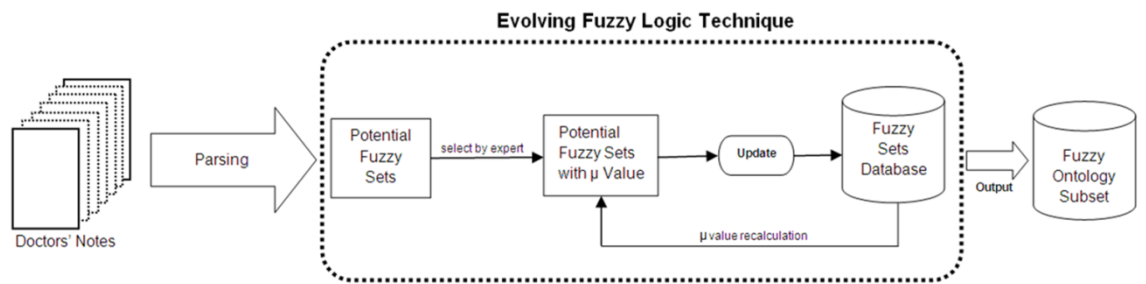 Evolving Fuzzy Logic Technique
Doctors' Notes
Parsing
Potential
Fuzzy
Sets
select by expert
Potential
Fuzzy Sets
with μ Value
Update
Fuzzy
Sets
Database
μ value recalculation
Output
Fuzzy
Ontology
Subset